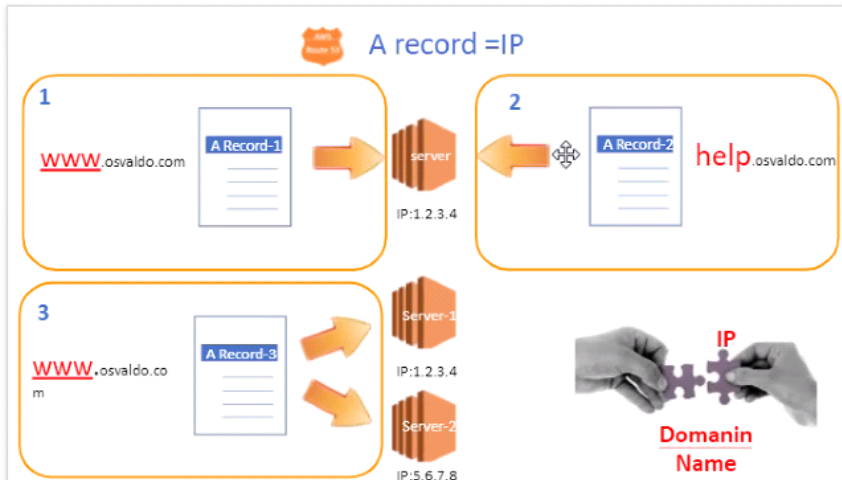 AWS
Route 53
A record =IP
1
www.osvaldo.com
A Record-1
server
IP:1.2.3.4
2
A Record-2
help.osvaldo.com
3
www.osvaldo.co
m
A Record-3
Server-1
IP:1.2.3.4
Server-2
IP:5.6.7.8
IP
Domanin
Name